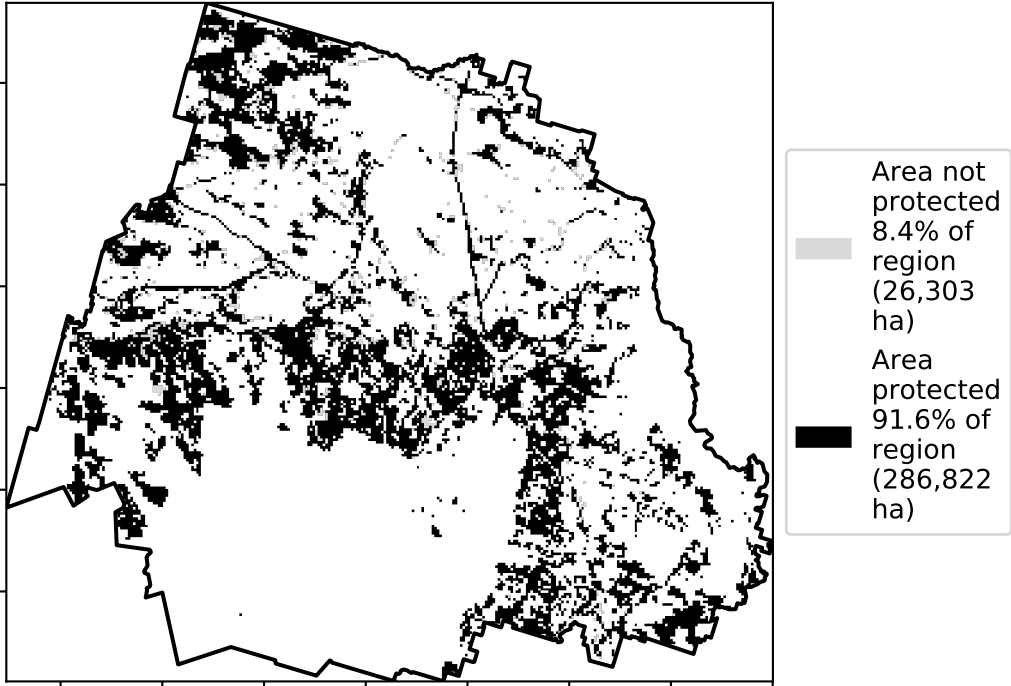 Area not
protected
8.4% of
region
(26,303
ha)
Area
protected
91.6% of
region
(286,822
ha)